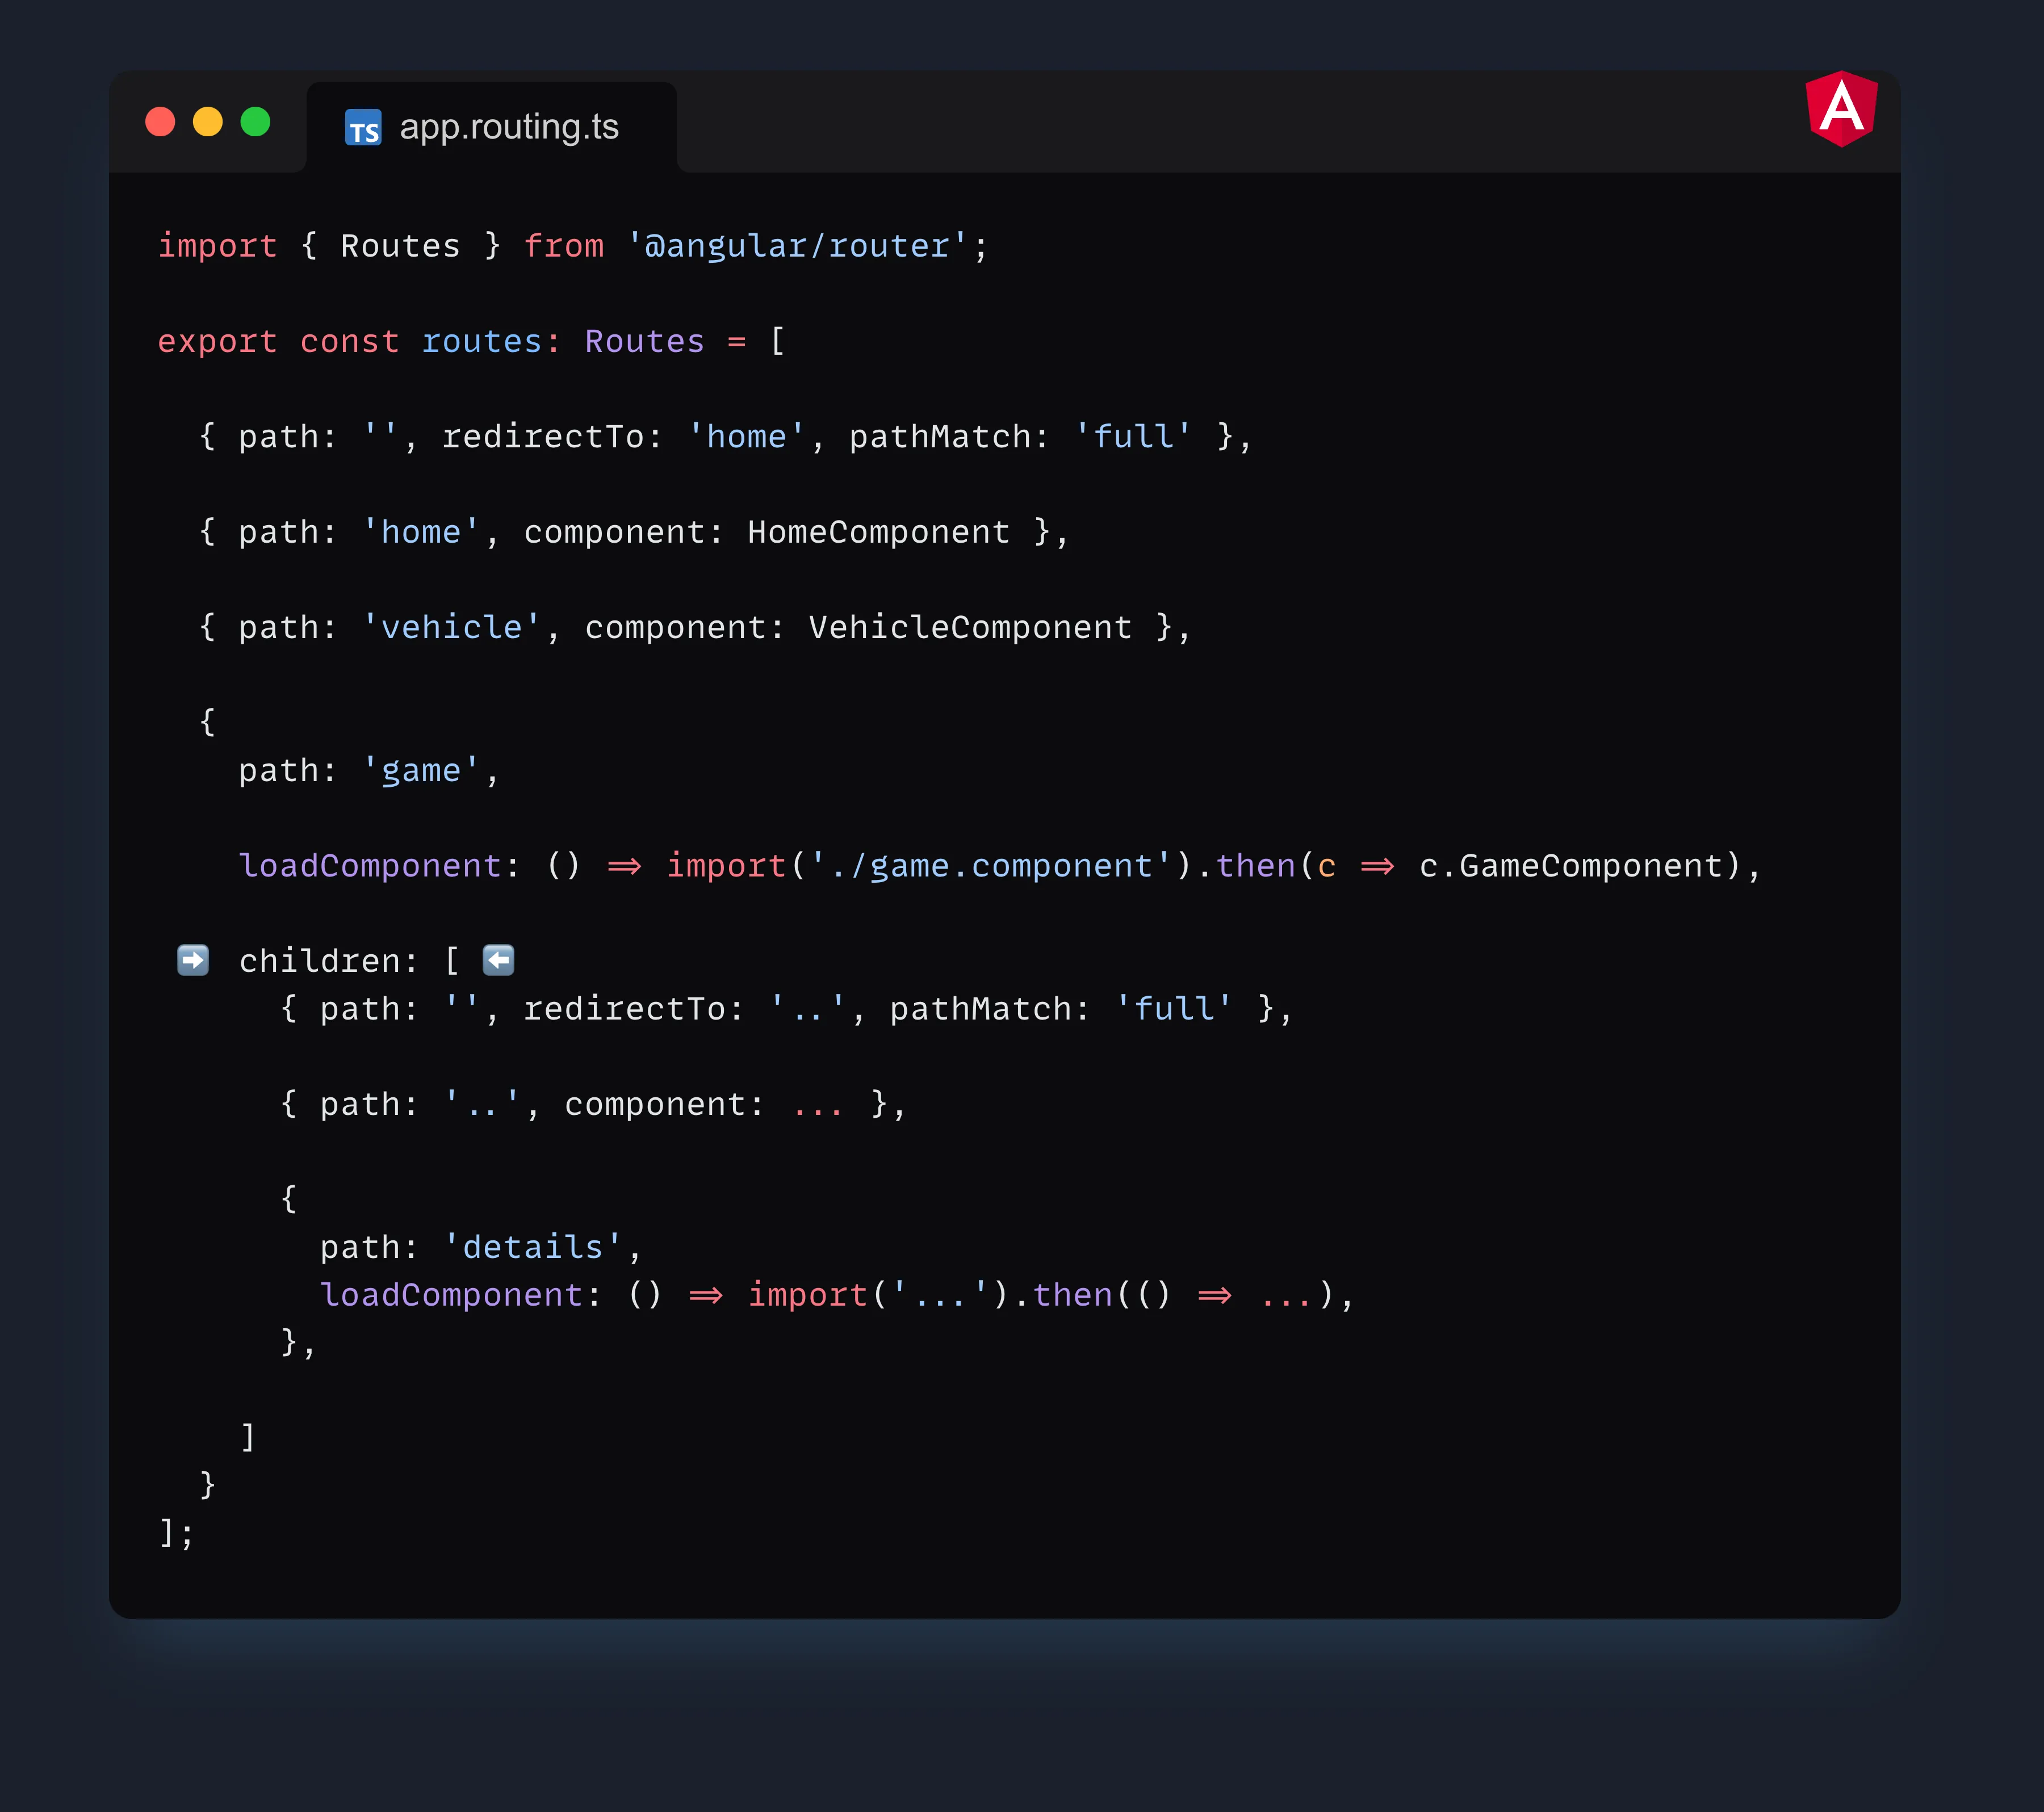 TS app.routing.ts
A
import { Routes } from '@angular/router';
export const routes: Routes = [
{ path: '', redirectTo: 'home', pathMatch: 'full' },
{ path: 'home', component: HomeComponent },
{ path: 'vehicle', component: VehicleComponent },
{
path: 'game',
loadComponent: () => import('./game.component').then(c => c.GameComponent),
➡️ children: [ ⬅️
{ path: '', redirectTo: '..', pathMatch: 'full' },
{ path: '..', component: ... },
{
path: 'details',
loadComponent: () => import('...').then(() => ...),
},
]
}
];